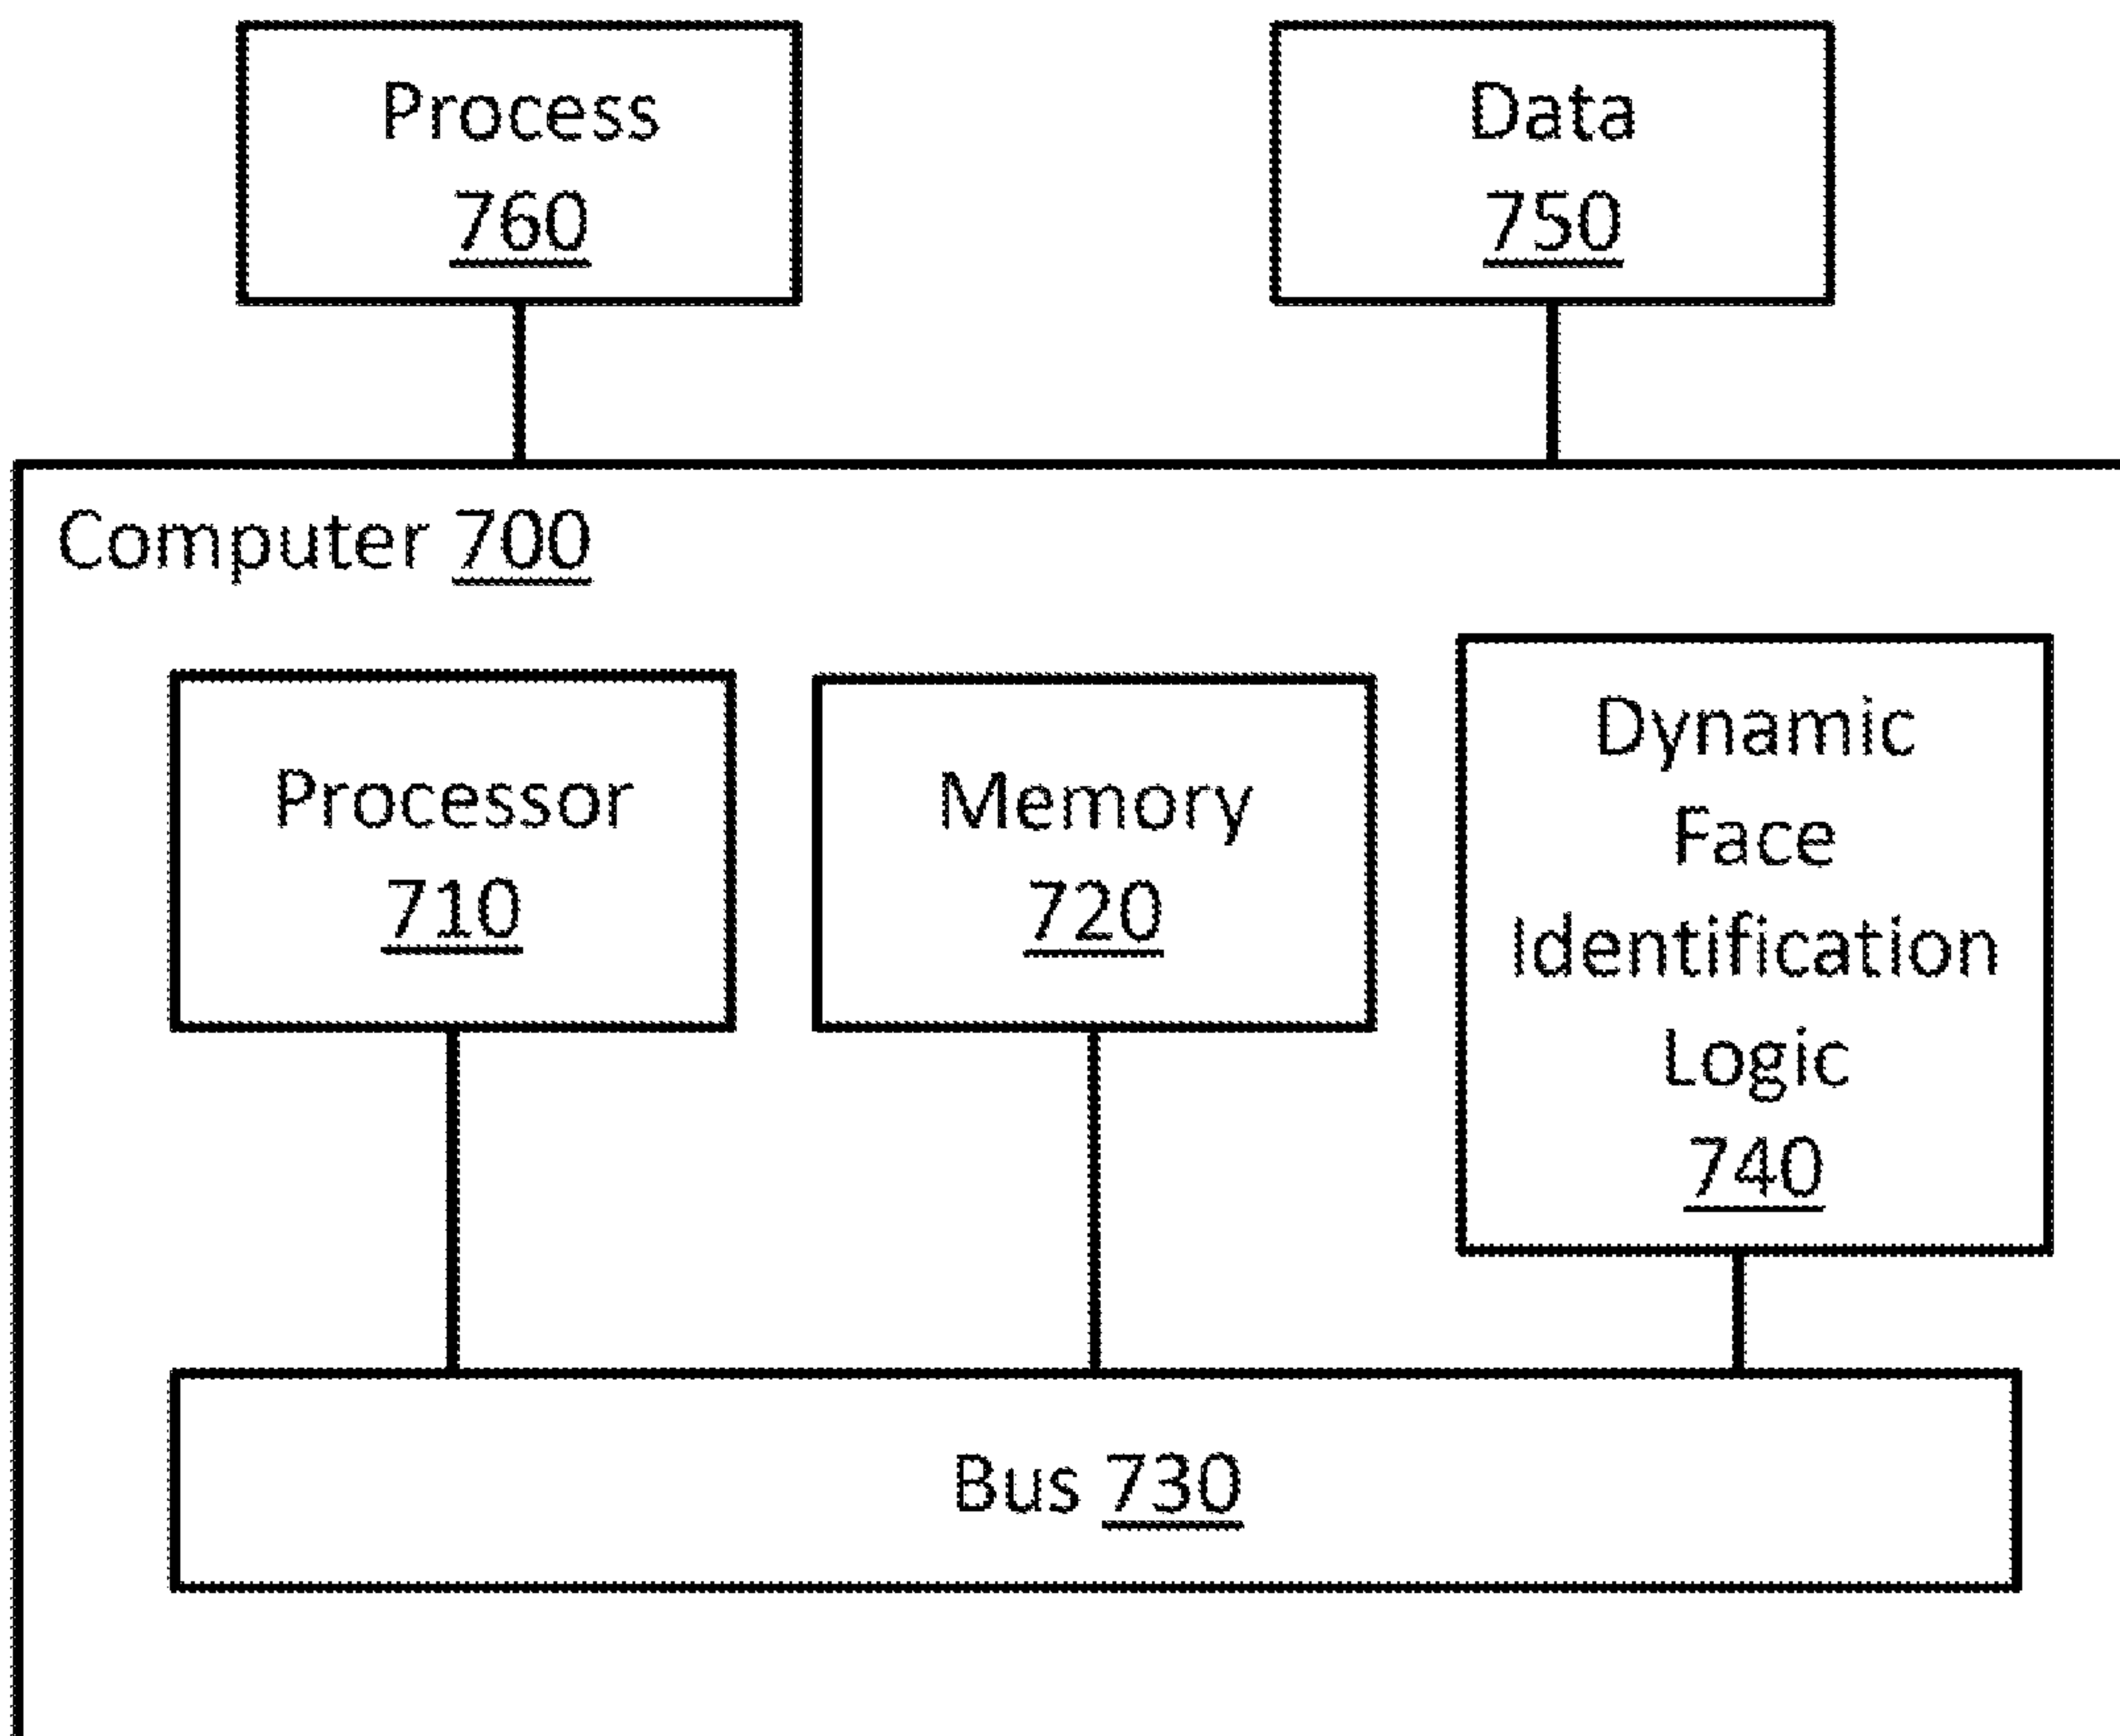 Process
760
Data
750
Computer 700
Processor
710
Memory
720
Dynamic
Face
Identification
Logic
740
Bus 730